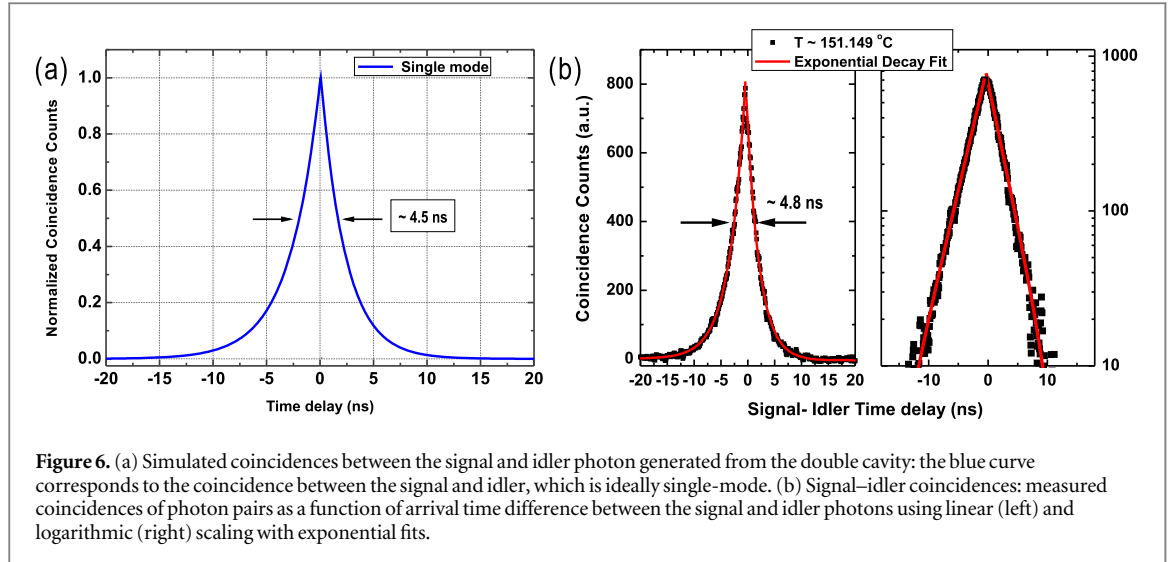 (a)
Single mode
Normalized Coincidence Counts
1.0
0.8
0.6
0.4
0.2
0.0
~ 4.5 ns
-20 -15 -10 -5 0 5 10 15 20
Time delay (ns)
(b)
T ~ 151.149 °C
Exponential Decay Fit
Coincidence Counts (a.u.)
800
600
400
200
0
~ 4.8 ns
-20 -15 -10 -5 0 5 10 15 20
1000
100
10
-10 0 10
Signal- Idler Time delay (ns)
Figure 6. (a) Simulated coincidences between the signal and idler photon generated from the double cavity: the blue curve
corresponds to the coincidence between the signal and idler, which is ideally single-mode. (b) Signal–idler coincidences: measured
coincidences of photon pairs as a function of arrival time difference between the signal and idler photons using linear (left) and
logarithmic (right) scaling with exponential fits.